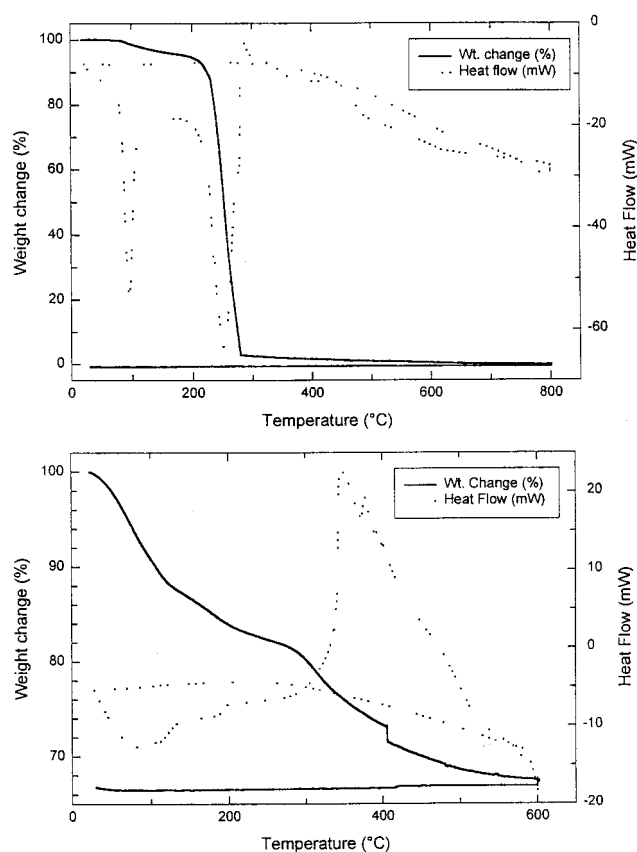 Wt. change (%)
Heat flow (mW)
Weight change (%)
100
80
60
40
20
0
0
-20
-40
-60
Heat Flow (mW)
0
200
400
600
800
Temperature (°C)
Wt. Change (%)
Heat Flow (mW)
Weight change (%)
100
90
80
70
20
10
0
-10
-20
Heat Flow (mW)
0
200
400
600
Temperature (°C)